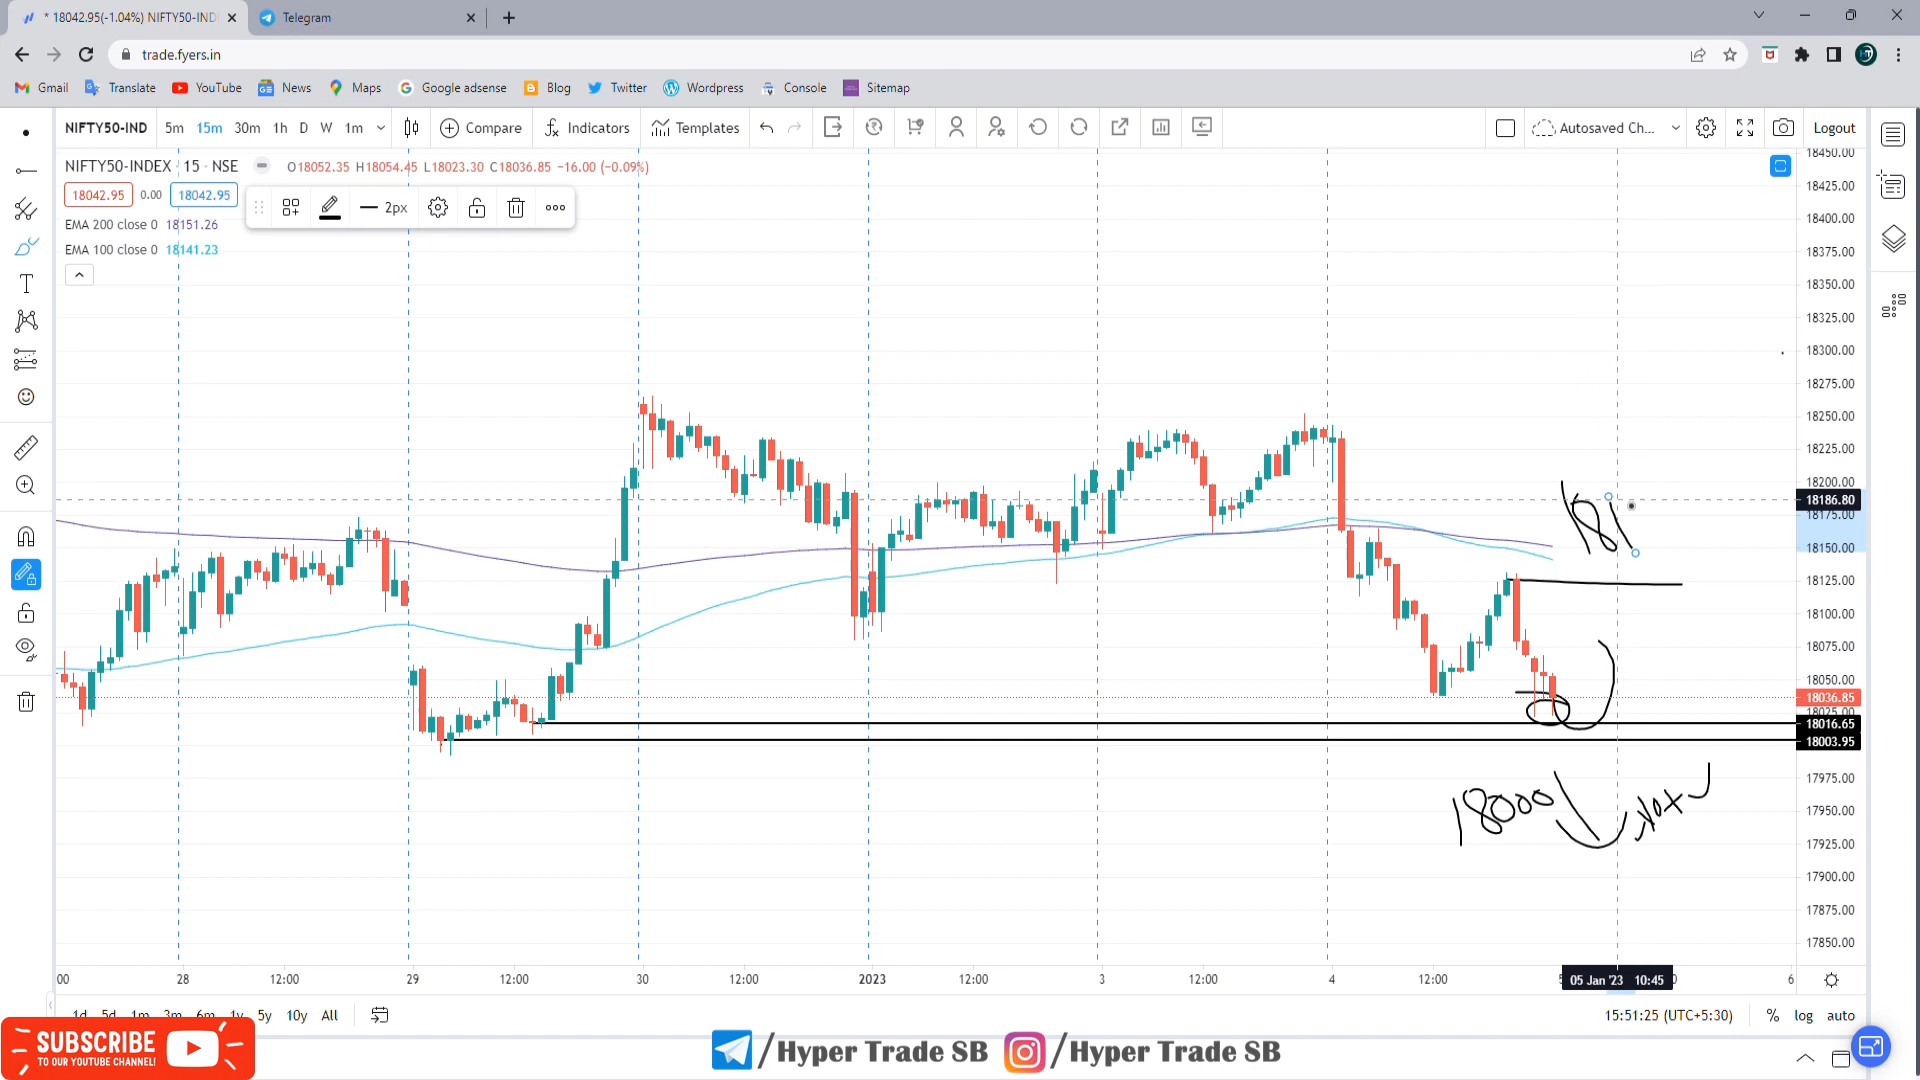 * 18042.95(-1.04%) NIFTY50-IND
Telegram
trade.fyers.in
Gmail Translate YouTube News Maps Google adsense Blog Twitter Wordpress Console Sitemap
NIFTY50-IND 5m 15m 30m 1h D W 1m Compare Indicators Templates Autosaved Ch... Logout
NIFTY50-INDEX · 15 · NSE O18052.35 H18054.45 L18023.30 C18036.85 −16.00 (−0.09%)
18042.95 0.00 18042.95
2px
EMA 200 close 0 18151.26
EMA 100 close 0 18141.23
18450.00
18425.00
18400.00
18375.00
18350.00
18325.00
18300.00
18275.00
18250.00
18225.00
18200.00
18186.80
18175.00
18150.00
18125.00
18100.00
18075.00
18050.00
18036.85
18025.00
18016.65
18003.95
17975.00
17950.00
17925.00
17900.00
17875.00
17850.00
181
18000
:00 28 12:00 29 12:00 30 12:00 2023 12:00 3 12:00 4 12:00 05 Jan '23 10:45 6
1d 5d 1m 3m 6m 1y 5y 10y All
15:51:25 (UTC+5:30) % log auto
SUBSCRIBE
TO OUR YOUTUBE CHANNEL!
/Hyper Trade SB /Hyper Trade SB